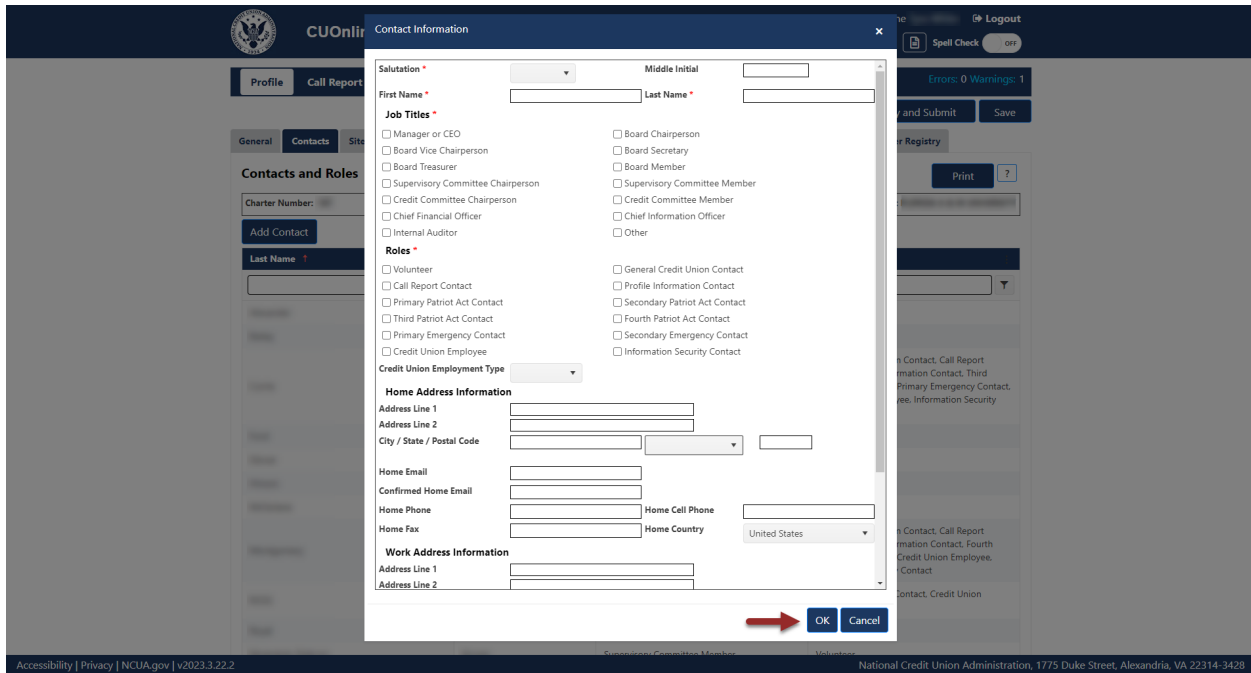 CUOnlin
Contact Information
×
Logout
Spell Check OFF
Profile Call Report
Errors: 0 Warnings: 1
and Submit Save
General Contacts Site
Registry
Contacts and Roles
Print ?
Charter Number:
Add Contact
Last Name ↑
Salutation * Middle Initial
First Name * Last Name *
Job Titles *
Manager or CEO Board Chairperson
Board Vice Chairperson Board Secretary
Board Treasurer Board Member
Supervisory Committee Chairperson Supervisory Committee Member
Credit Committee Chairperson Credit Committee Member
Chief Financial Officer Chief Information Officer
Internal Auditor Other
Roles *
Volunteer General Credit Union Contact
Call Report Contact Profile Information Contact
Primary Patriot Act Contact Secondary Patriot Act Contact
Third Patriot Act Contact Fourth Patriot Act Contact
Primary Emergency Contact Secondary Emergency Contact
Credit Union Employee Information Security Contact
Credit Union Employment Type
Home Address Information
Address Line 1
Address Line 2
City / State / Postal Code
Home Email
Confirmed Home Email
Home Phone Home Cell Phone
Home Fax Home Country United States
Work Address Information
Address Line 1
Address Line 2
n Contact, Call Report
rmation Contact, Third
Primary Emergency Contact,
yee, Information Security
n Contact, Call Report
rmation Contact, Fourth
Credit Union Employee,
Contact
Contact, Credit Union
OK Cancel
Supervisory Committee Member Volunteer
Accessibility | Privacy | NCUA.gov | v2023.3.22.2
National Credit Union Administration, 1775 Duke Street, Alexandria, VA 22314-3428